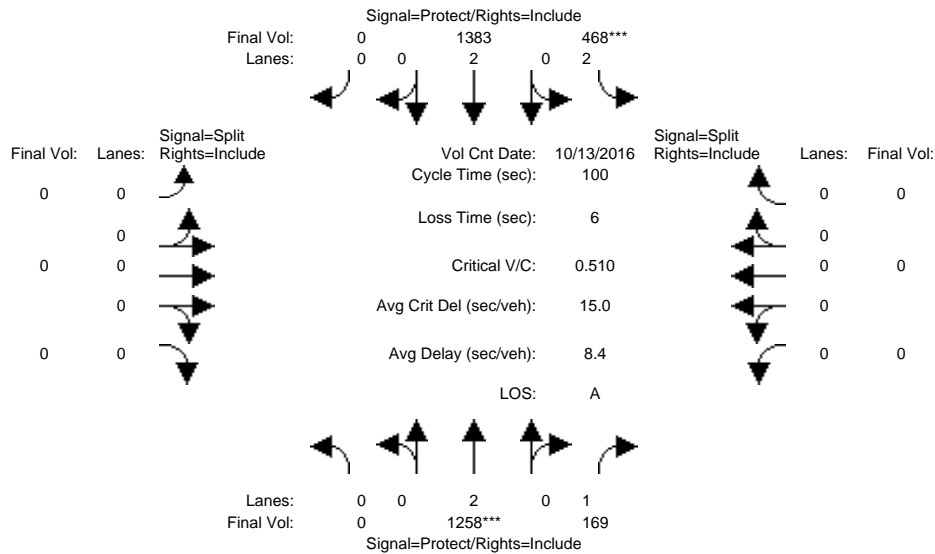 Signal=Protect/Rights=Include
Final Vol: 0 1383 468***
Lanes: 0 0 2 0 2
Signal=Split Signal=Split
Final Vol: Lanes: Rights=Include Vol Cnt Date: 10/13/2016 Rights=Include Lanes: Final Vol:
Cycle Time (sec): 100
0 0 0 0
Loss Time (sec): 6
0 0
0 0 Critical V/C: 0.510 0 0
0 Avg Crit Del (sec/veh): 15.0 0
0 0 Avg Delay (sec/veh): 8.4 0 0
LOS: A
Lanes: 0 0 2 0 1
Final Vol: 0 1258*** 169
Signal=Protect/Rights=Include